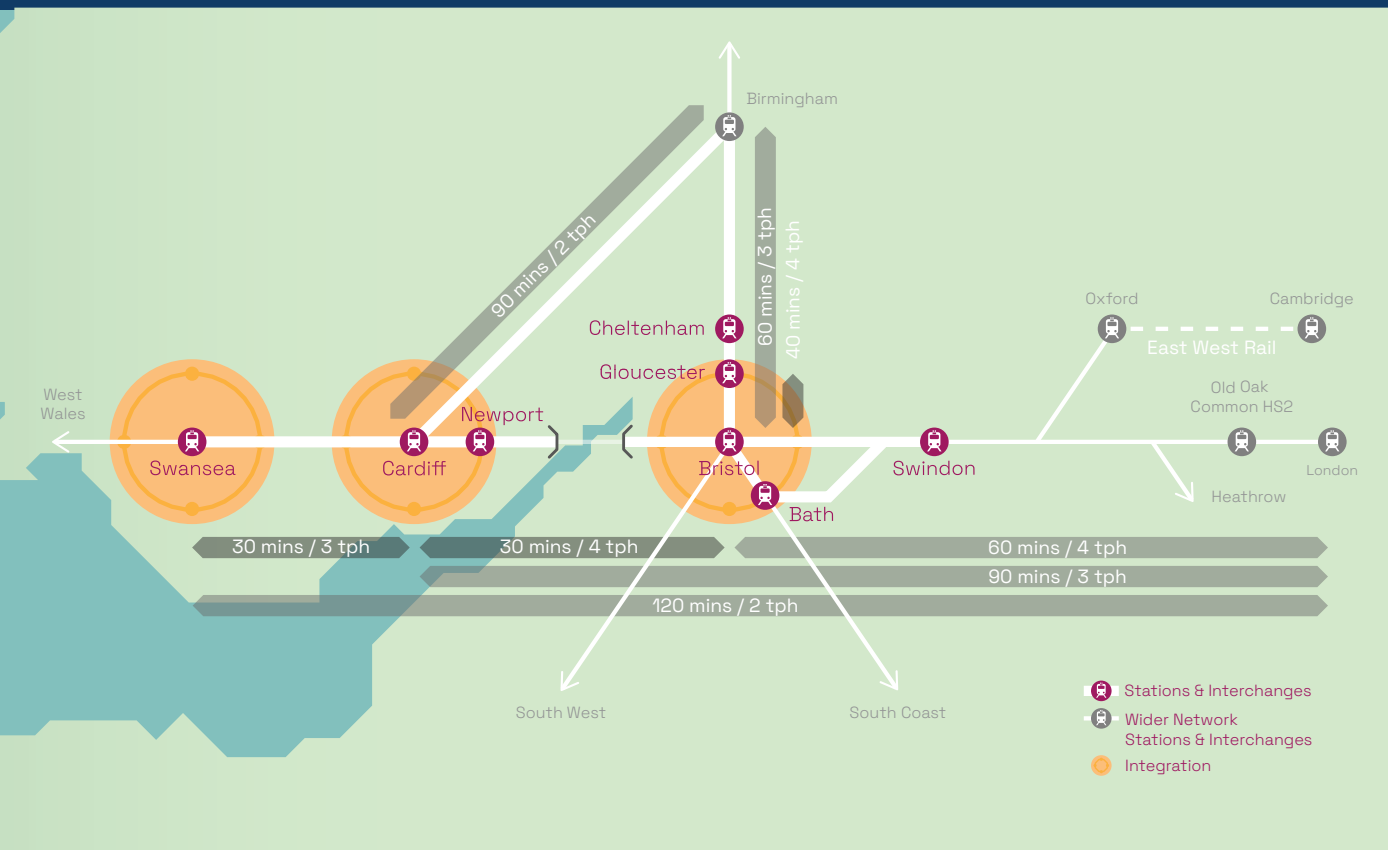 Birmingham
90 mins / 2 tph
60 mins / 3 tph
40 mins / 4 tph
Oxford
Cambridge
East West Rail
Cheltenham
Gloucester
West
Wales
Newport
Old Oak
Common HS2
Swansea
Cardiff
Bristol
Swindon
London
Heathrow
Bath
30 mins / 3 tph
30 mins / 4 tph
60 mins / 4 tph
90 mins / 3 tph
120 mins / 2 tph
South West
South Coast
Stations & Interchanges
Wider Network
Stations & Interchanges
Integration